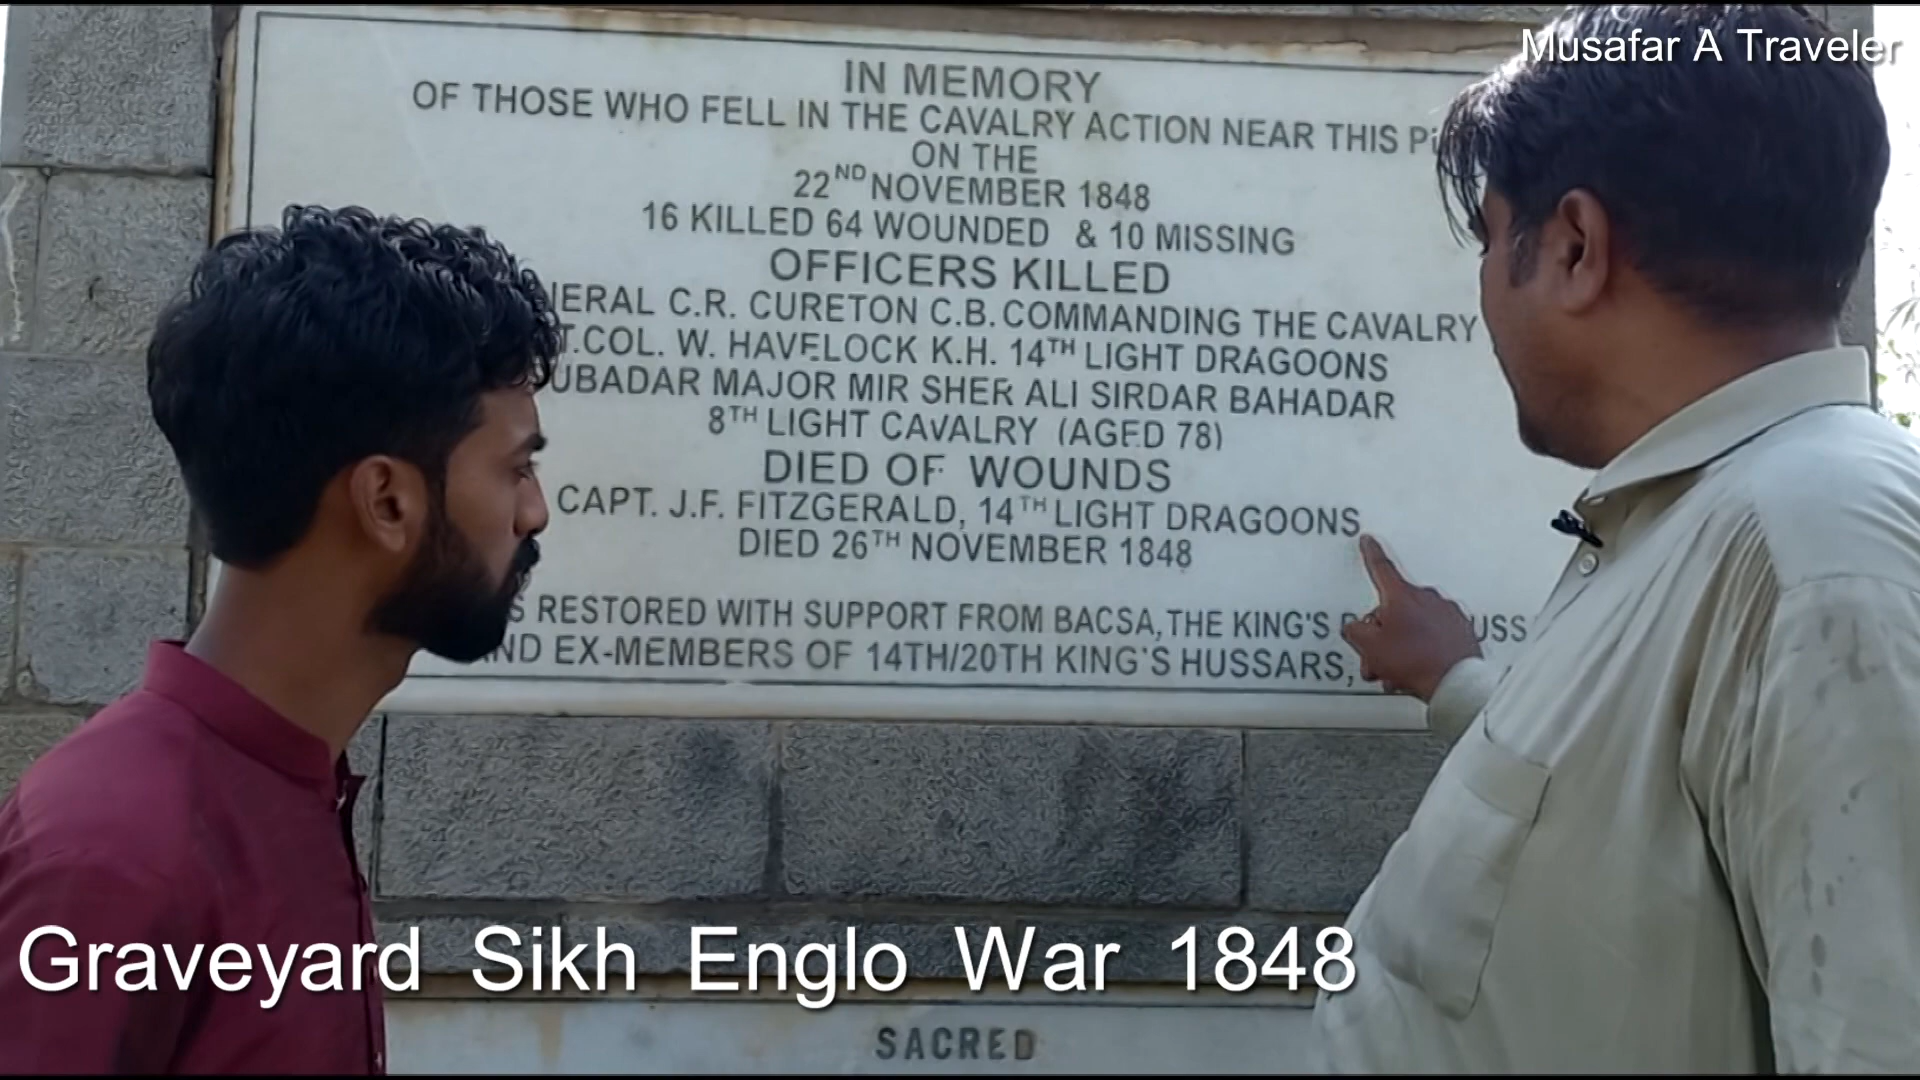 Musafar A Traveler
IN MEMORY
OF THOSE WHO FELL IN THE CAVALRY ACTION NEAR THIS
ON THE
22ND NOVEMBER 1848
16 KILLED 64 WOUNDED & 10 MISSING
OFFICERS KILLED
C.R. CURETON C.B. COMMANDING THE CAVALRY
COL. W. HAVELOCK K.H. 14TH LIGHT DRAGOONS
MAJOR MIR SHER ALI SIRDAR BAHADAR
8TH LIGHT CAVALRY (AGED 78)
DIED OF WOUNDS
CAPT. J.F. FITZGERALD, 14TH LIGHT DRAGOONS
DIED 26TH NOVEMBER 1848
RESTORED WITH SUPPORT FROM BACSA, THE KING'S
EX-MEMBERS OF 14TH/20TH KING'S HUSSARS,
Graveyard Sikh Englo War 1848
SACRED